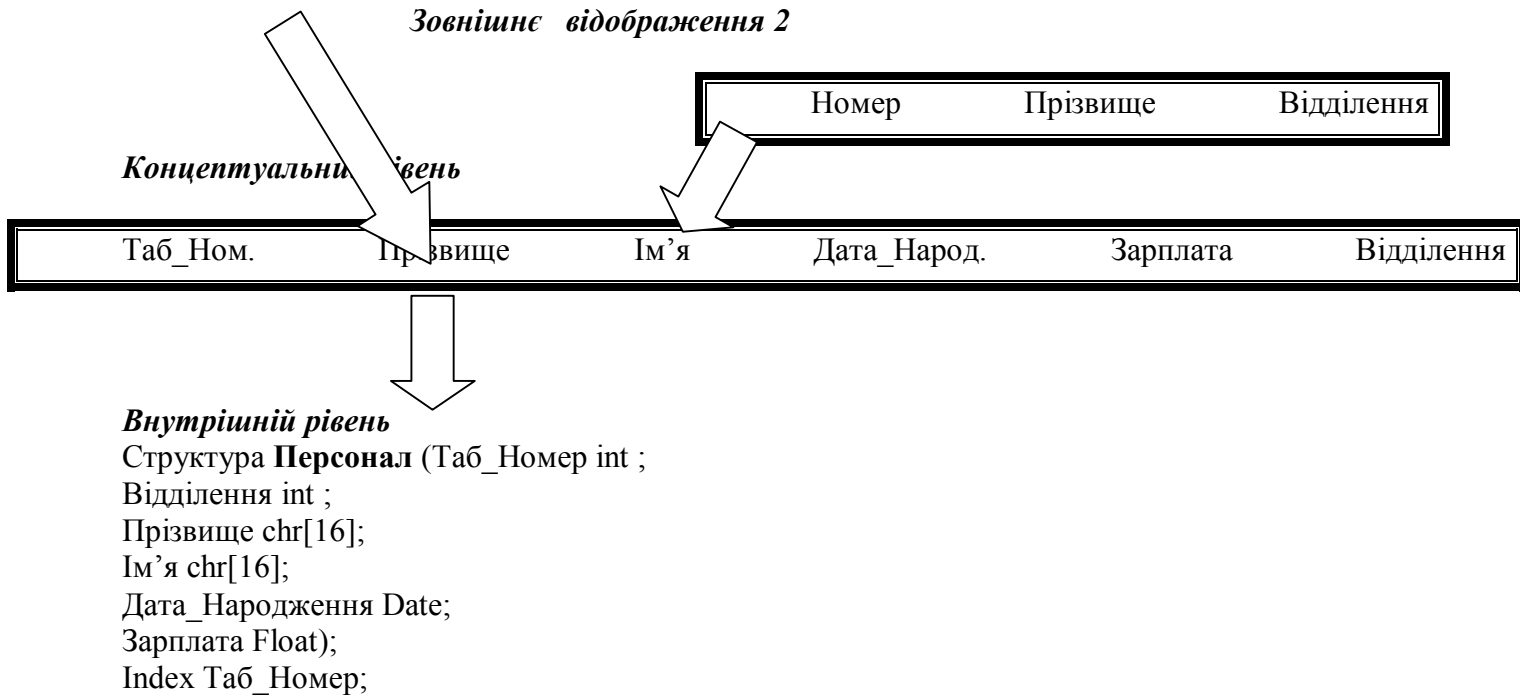 Зовнішнє відображення 2
Номер Прізвище Відділення
Концептуальни рівень
Таб_Ном. Прізвище Ім’я Дата_Народ. Зарплата Відділення
Внутрішній рівень
Структура Персонал (Таб_Номер int ;
Відділення int ;
Прізвище chr[16];
Ім’я chr[16];
Дата_Народження Date;
Зарплата Float);
Index Таб_Номер;